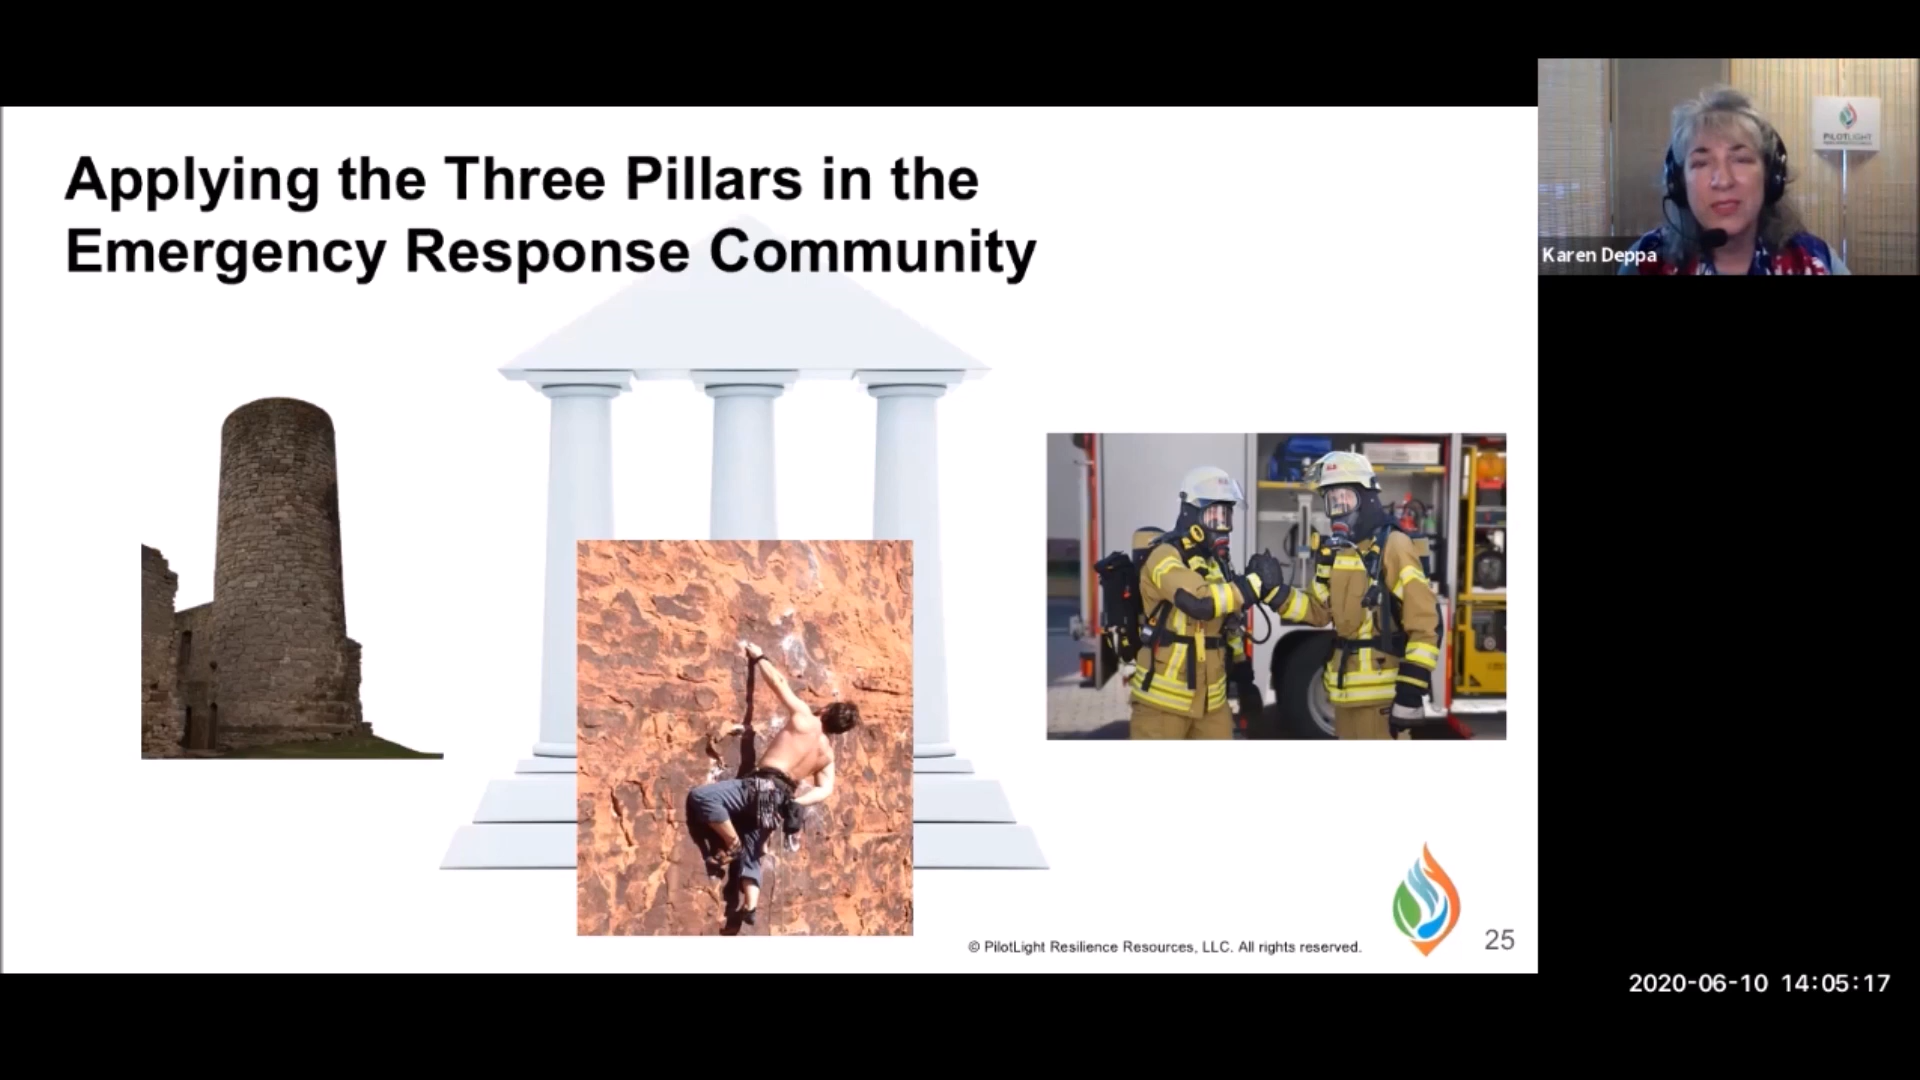 Applying the Three Pillars in the
Emergency Response Community
PILOTLIGHT
Karen Deppa
© PilotLight Resilience Resources, LLC. All rights reserved.
25
2020-06-10 14:05:17